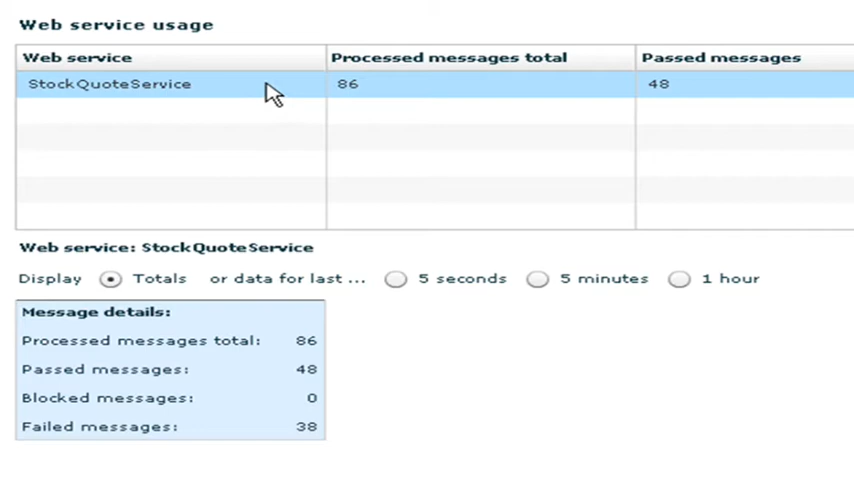 Web service usage
Web service Processed messages total Passed messages
StockQuoteService 86 48
Web service: StockQuoteService
Display Totals or data for last ... 5 seconds 5 minutes 1 hour
Message details:
Processed messages total: 86
Passed messages: 48
Blocked messages: 0
Failed messages: 38